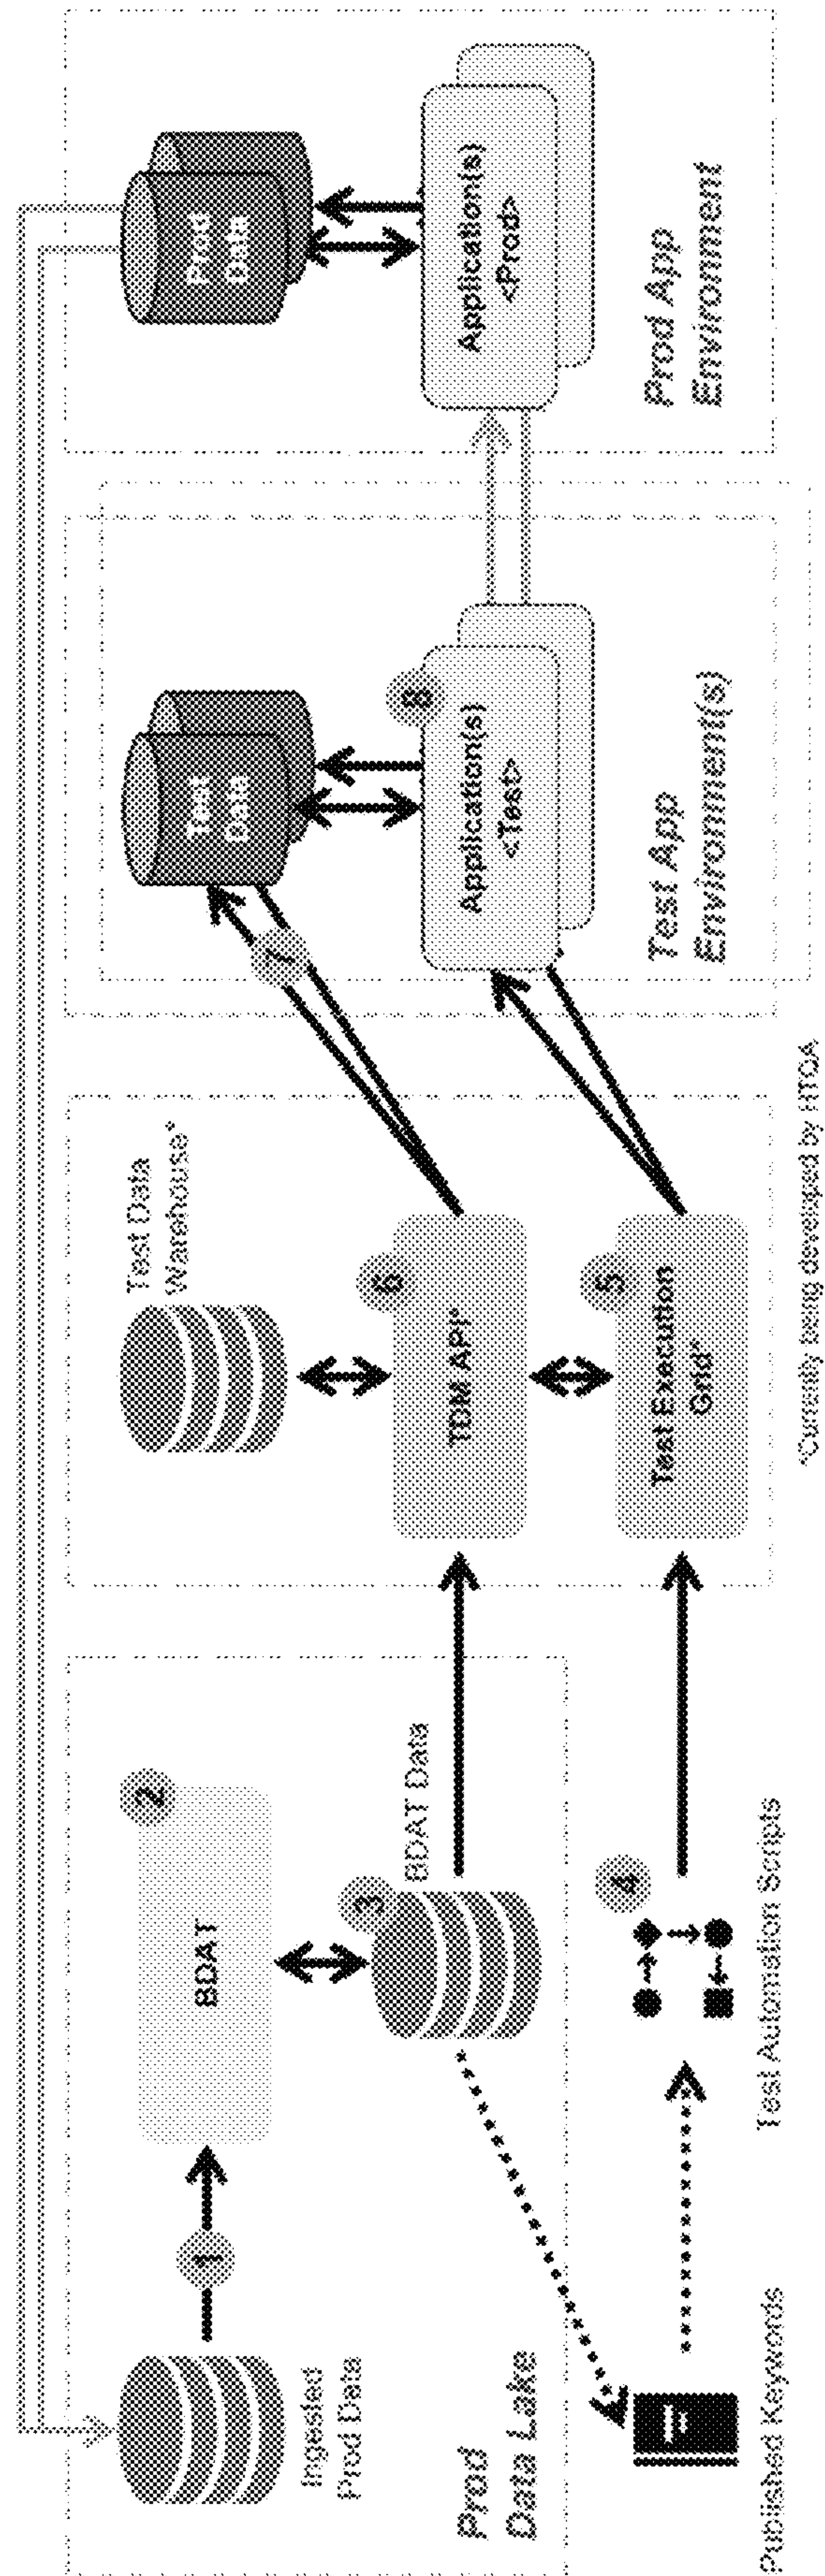 Ingested
Prod Data
1
BDAT
2
3
BDAT Data
Prod
Data Lake
Published Keywords
4
Test Automation Scripts
Test Data
Warehouse*
TDM API*
6
Test Execution
Grid*
5
*Currently being developed by HTQA
7
Test
Data
8
Application(s)
<Test>
Test App
Environment(s)
Prod
Data
Application(s)
<Prod>
Prod App
Environment